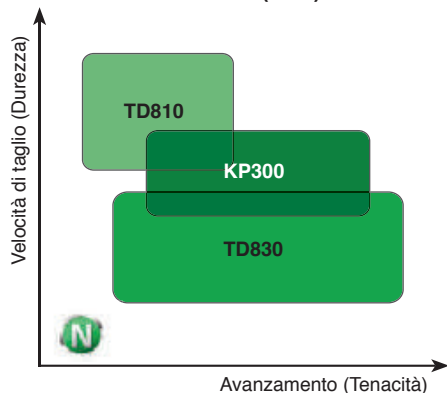 Velocità di taglio (Durezza)
TD810
KP300
TD830
N
Avanzamento (Tenacità)